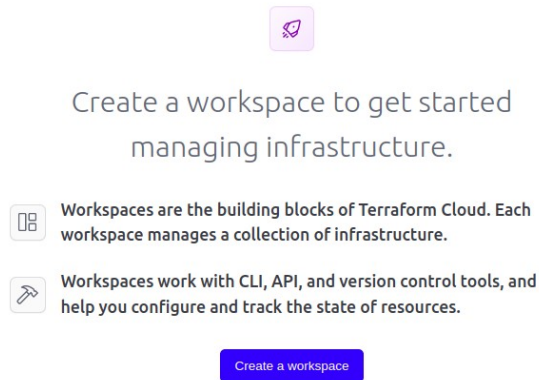 Create a workspace to get started
managing infrastructure.
Workspaces are the building blocks of Terraform Cloud. Each
workspace manages a collection of infrastructure.
Workspaces work with CLI, API, and version control tools, and
help you configure and track the state of resources.
Create a workspace